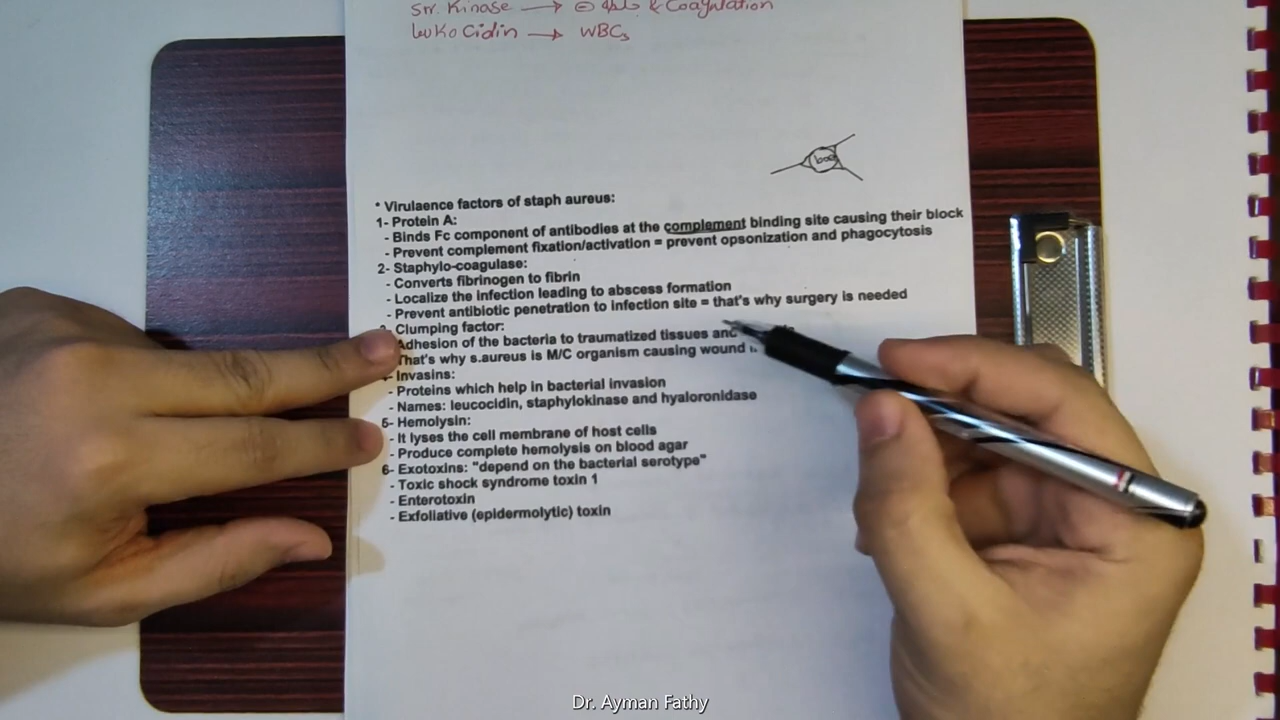 Str. Kinase → ⊖ & Coagulation
leuko Cidin → WBCs
* Virulaence factors of staph aureus:
1- Protein A:
- Binds Fc component of antibodies at the complement binding site causing their block
- Prevent complement fixation/activation = prevent opsonization and phagocytosis
2- Staphylo-coagulase:
- Converts fibrinogen to fibrin
- Localize the infection leading to abscess formation
- Prevent antibiotic penetration to infection site = that's why surgery is needed
Clumping factor:
Adhesion of the bacteria to traumatized tissues and
That's why s.aureus is M/C organism causing wound
- Invasins:
- Proteins which help in bacterial invasion
- Names: leucocidin, staphylokinase and hyaloronidase
5- Hemolysin:
- It lyses the cell membrane of host cells
- Produce complete hemolysis on blood agar
6- Exotoxins: "depend on the bacterial serotype"
- Toxic shock syndrome toxin 1
- Enterotoxin
- Exfoliative (epidermolytic) toxin
Dr. Ayman Fathy